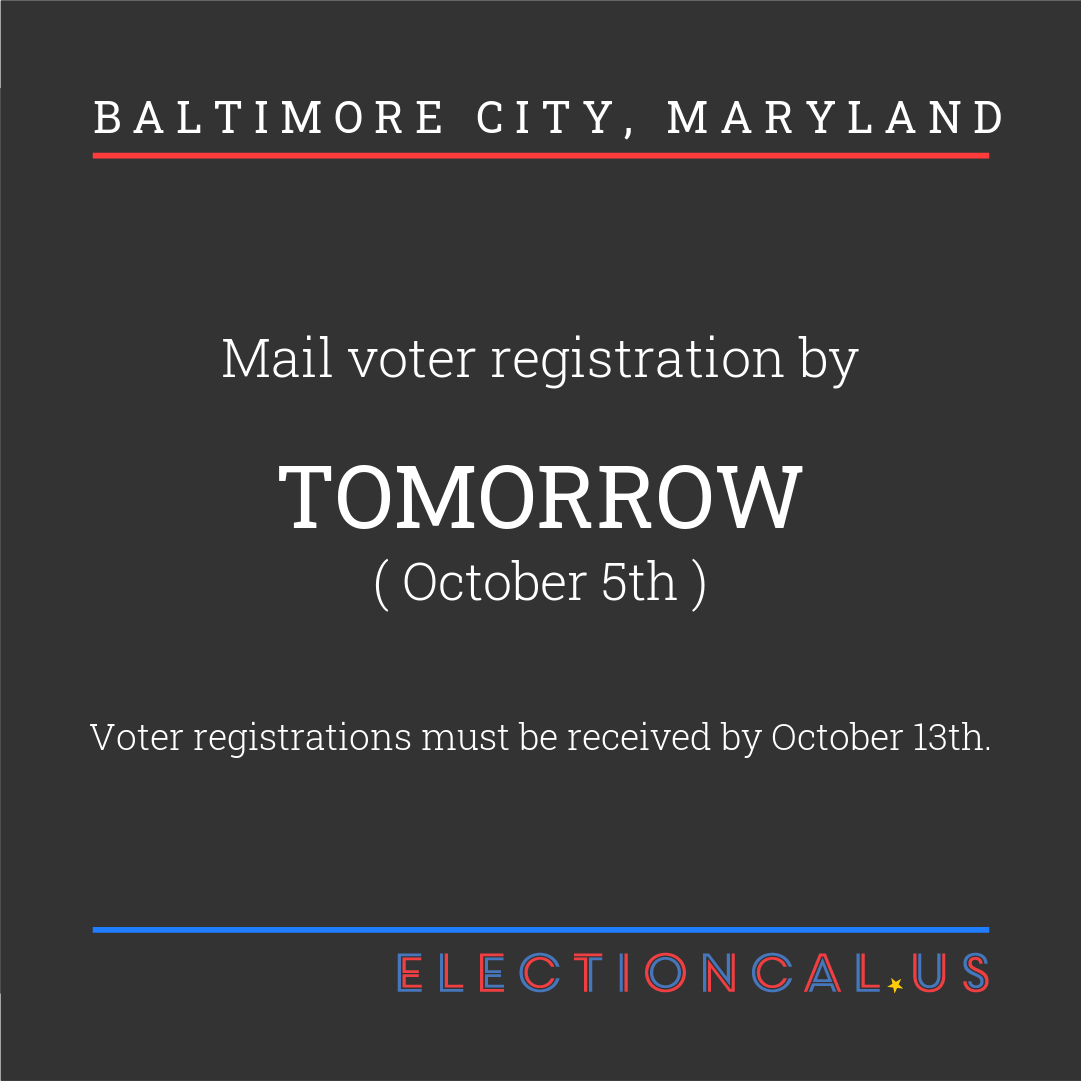 BALTIMORE CITY, MARYLAND
Mail voter registration by
TOMORROW
( October 5th )
Voter registrations must be received by October 13th.
ELECTIONCAL.US